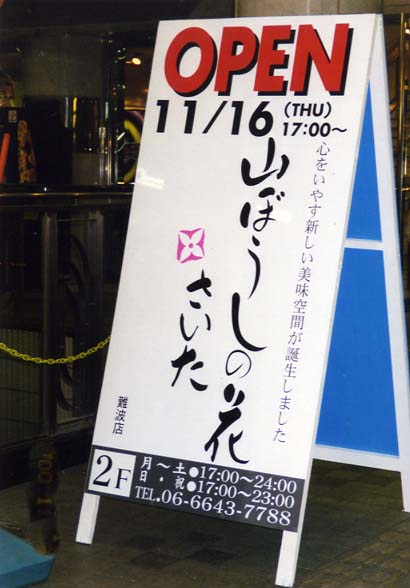 OPEN
11/16 (THU) 17:00~
心をいやす新しい美味空間が誕生しました
山ぼうしの花
さいた
難波店
2F
月~土●17:00~24:00
日・祝●17:00~23:00
TEL.06-6643-7788